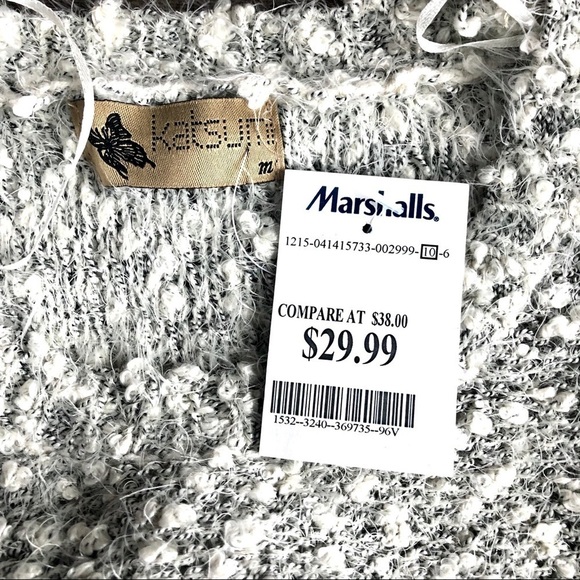 katsumi
m
Marshalls.
1215-041415733-002999-10-6
COMPARE AT $38.00
$29.99
1532--3240--369735--96V